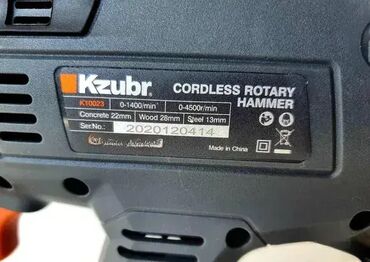 Kzubr
CORDLESS ROTARY
HAMMER
K10023 0-1400/min 0-4500r/min
Concrete 22mm Wood 28mm Steel 13mm
Ser.No.: 2020120414
Made in China